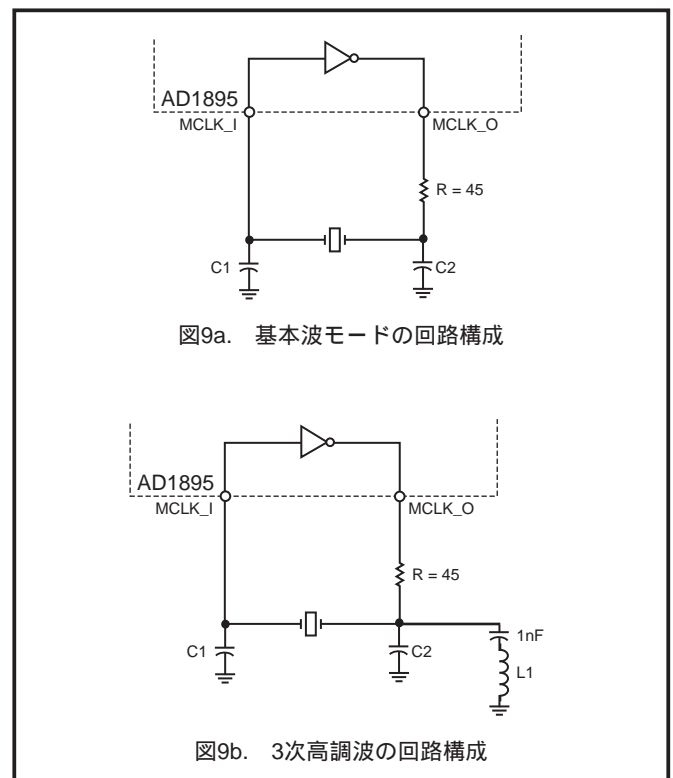 AD1895
MCLK_I
MCLK_O
R = 45
C1
C2
図9a. 基本波モードの回路構成
AD1895
MCLK_I
MCLK_O
R = 45
1nF
C1
C2
L1
図9b. 3次高調波の回路構成